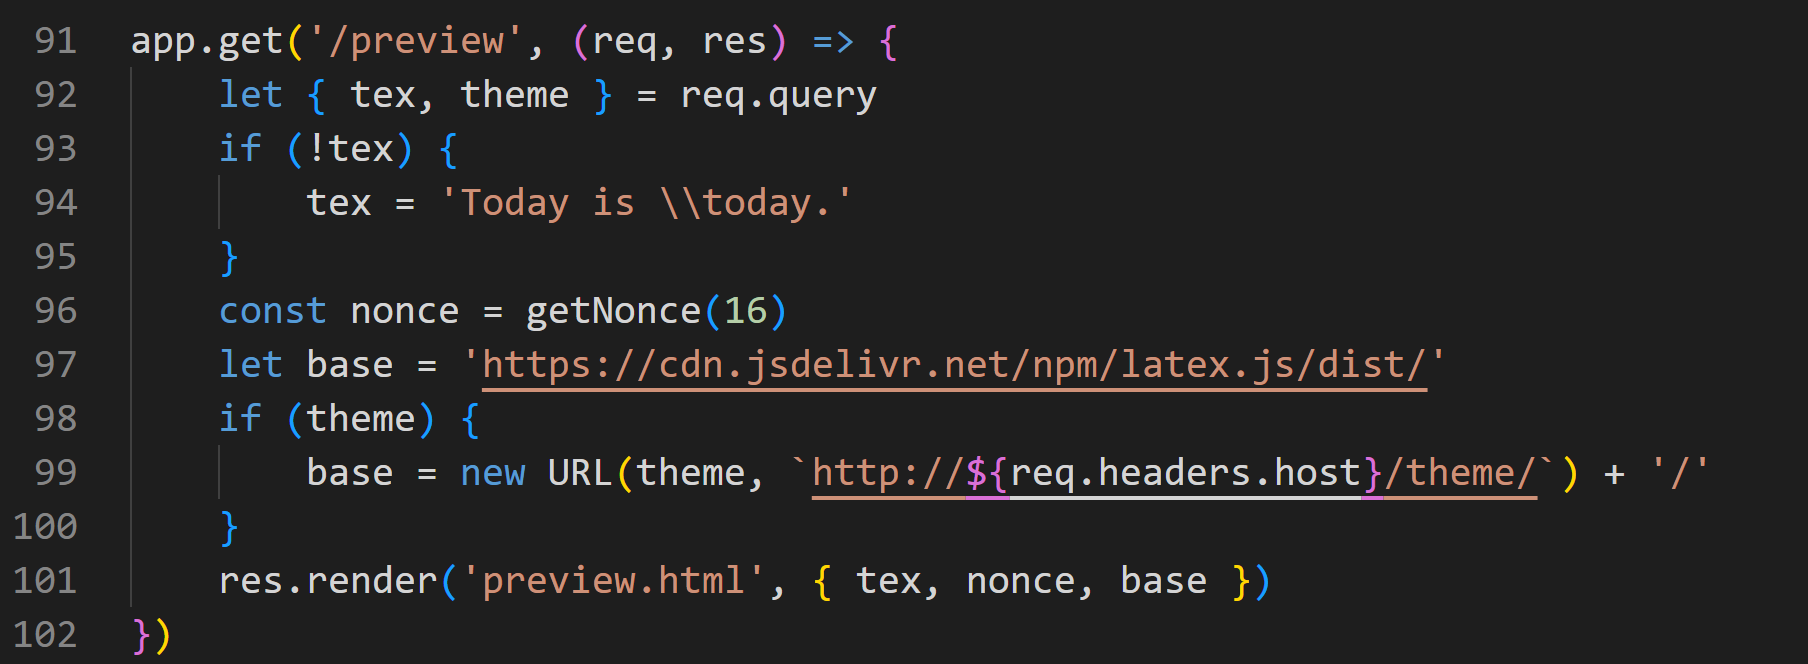 91 app.get('/preview', (req, res) => {
92     let { tex, theme } = req.query
93     if (!tex) {
94         tex = 'Today is \\today.'
95     }
96     const nonce = getNonce(16)
97     let base = 'https://cdn.jsdelivr.net/npm/latex.js/dist/'
98     if (theme) {
99         base = new URL(theme, `http://${req.headers.host}/theme/`) + '/'
100     }
101     res.render('preview.html', { tex, nonce, base })
102 })